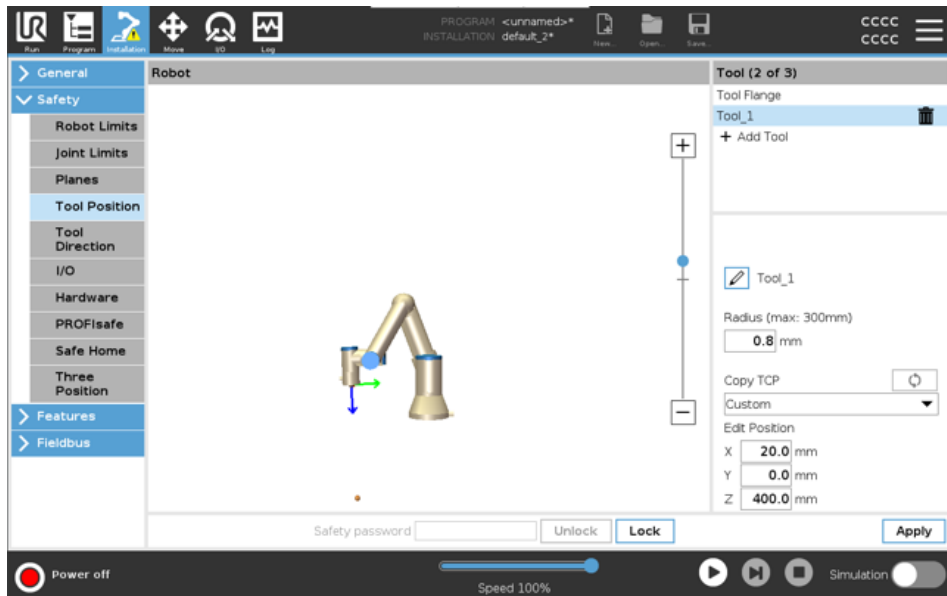 PROGRAM <unnamed>*
INSTALLATION default_2*
Run
Program
Installation
Move
I/O
Log
New...
Open...
Save...
cccc
cccc
General
Safety
Robot Limits
Joint Limits
Planes
Tool Position
Tool
Direction
I/O
Hardware
PROFIsafe
Safe Home
Three
Position
Features
Fieldbus
Robot
Tool (2 of 3)
Tool Flange
Tool_1
+ Add Tool
Tool_1
Radius (max: 300mm)
0.8 mm
Copy TCP
Custom
Edit Position
X 20.0 mm
Y 0.0 mm
Z 400.0 mm
Safety password
Unlock
Lock
Apply
Power off
Speed 100%
Simulation